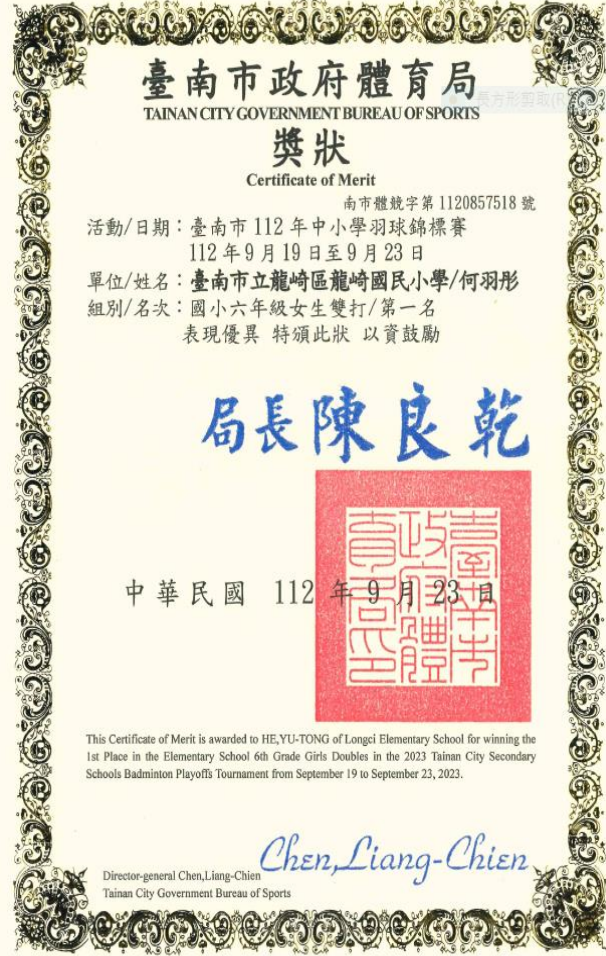 臺南市政府體育局
TAINAN CITY GOVERNMENT BUREAU OF SPORTS
長方形剪取(R
獎狀
Certificate of Merit
南市體競字第 1120857518 號
活動/日期：臺南市 112 年中小學羽球錦標賽
112 年 9 月 19 日至 9 月 23 日
單位/姓名：臺南市立龍崎區龍崎國民小學/何羽彤
組別/名次：國小六年級女生雙打/第一名
表現優異 特頒此狀 以資鼓勵
局長陳良乾
臺南市政府體育局印
中華民國 112 年 9 月 23 日
This Certificate of Merit is awarded to HE,YU-TONG of Longci Elementary School for winning the
1st Place in the Elementary School 6th Grade Girls Doubles in the 2023 Tainan City Secondary
Schools Badminton Playoffs Tournament from September 19 to September 23, 2023.
Chen,Liang-Chien
Director-general Chen,Liang-Chien
Tainan City Government Bureau of Sports